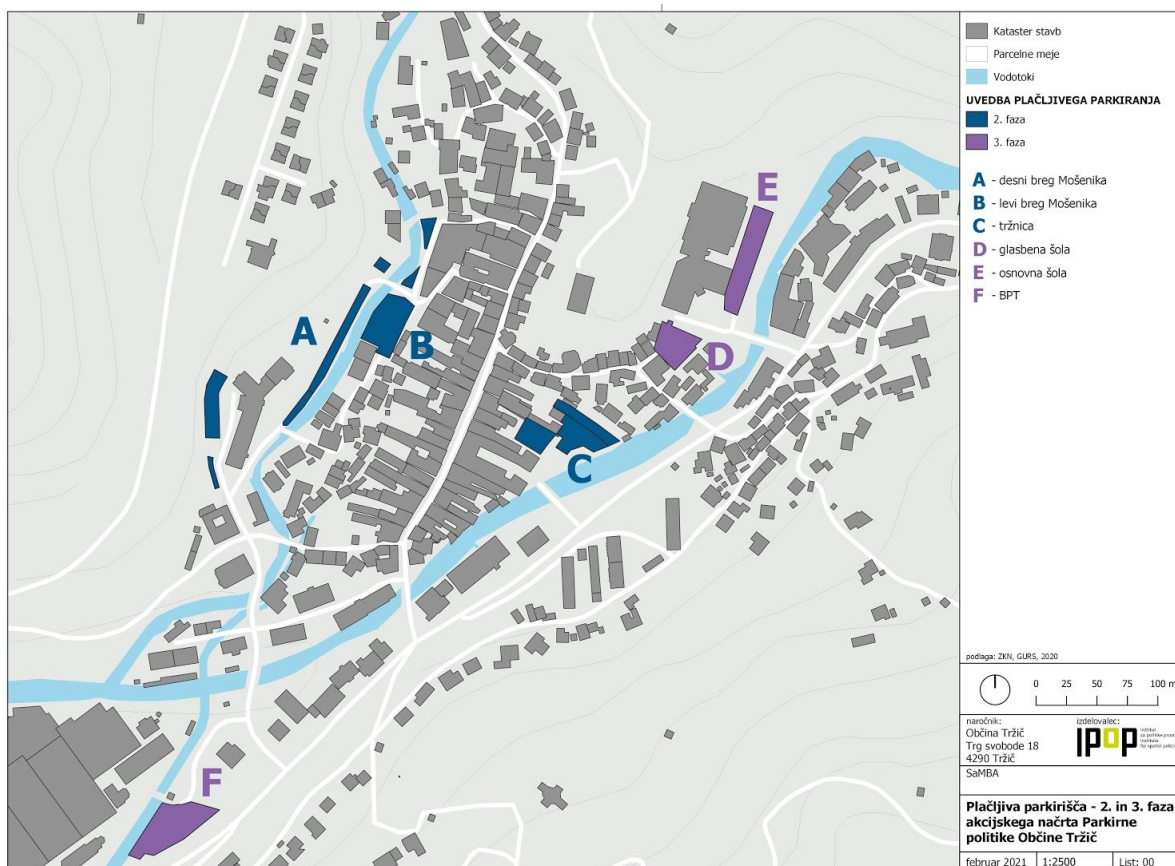 A
B
C
D
E
F
Kataster stavb
Parcelne meje
Vodotoki
UVEDBA PLAČLJIVEGA PARKIRANJA
2. faza
3. faza
A - desni breg Mošenika
B - levi breg Mošenika
C - tržnica
D - glasbena šola
E - osnovna šola
F - BPT
podlaga: ZKN, GURS, 2020
0 25 50 75 100 m
naročnik:
Občina Tržič
Trg svobode 18
4290 Tržič
izdelovalec:
ipop
SaMBA
Plačljiva parkirišča - 2. in 3. faza
akcijskega načrta Parkirne
politike Občine Tržič
februar 2021 1:2500 List: 00